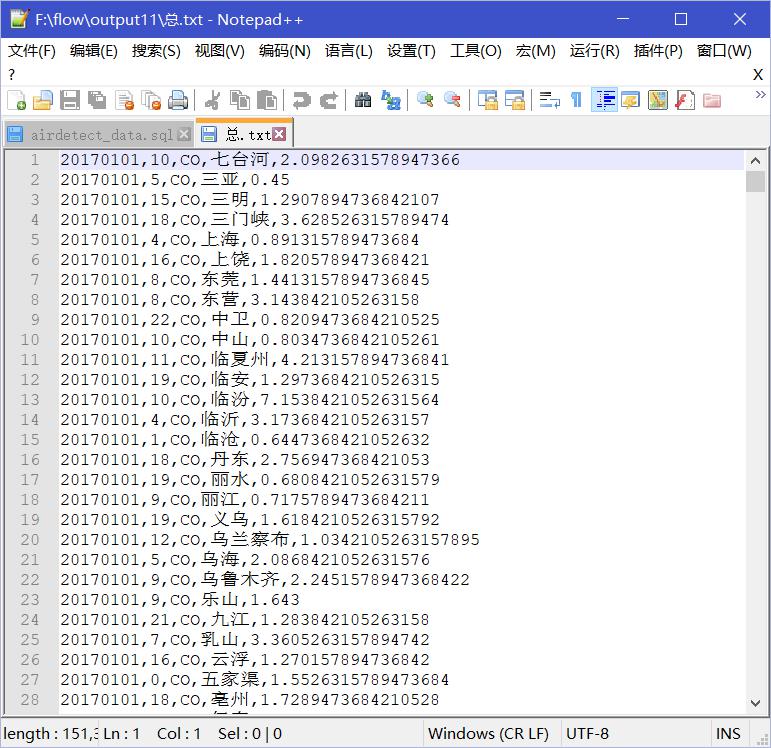 F:\flow\output11\总.txt - Notepad++
文件(F) 编辑(E) 搜索(S) 视图(V) 编码(N) 语言(L) 设置(T) 工具(O) 宏(M) 运行(R) 插件(P) 窗口(W)
? X
airdetect_data.sql 总.txt
1 20170101,10,CO,七台河,2.0982631578947366
2 20170101,5,CO,三亚,0.45
3 20170101,15,CO,三明,1.2907894736842107
4 20170101,18,CO,三门峡,3.628526315789474
5 20170101,4,CO,上海,0.891315789473684
6 20170101,16,CO,上饶,1.820578947368421
7 20170101,8,CO,东莞,1.4413157894736845
8 20170101,8,CO,东营,3.143842105263158
9 20170101,22,CO,中卫,0.8209473684210525
10 20170101,10,CO,中山,0.8034736842105261
11 20170101,11,CO,临夏州,4.213157894736841
12 20170101,19,CO,临安,1.2973684210526315
13 20170101,10,CO,临汾,7.1538421052631564
14 20170101,4,CO,临沂,3.1736842105263157
15 20170101,1,CO,临沧,0.6447368421052632
16 20170101,18,CO,丹东,2.756947368421053
17 20170101,19,CO,丽水,0.6808421052631579
18 20170101,9,CO,丽江,0.7175789473684211
19 20170101,19,CO,义乌,1.6184210526315792
20 20170101,12,CO,乌兰察布,1.0342105263157895
21 20170101,5,CO,乌海,2.0868421052631576
22 20170101,9,CO,乌鲁木齐,2.2451578947368422
23 20170101,9,CO,乐山,1.643
24 20170101,21,CO,九江,1.283842105263158
25 20170101,7,CO,乳山,3.3605263157894742
26 20170101,16,CO,云浮,1.270157894736842
27 20170101,0,CO,五家渠,1.5526315789473684
28 20170101,18,CO,亳州,1.7289473684210528
length : 151,3 Ln : 1 Col : 1 Sel : 0 | 0 Windows (CR LF) UTF-8 INS